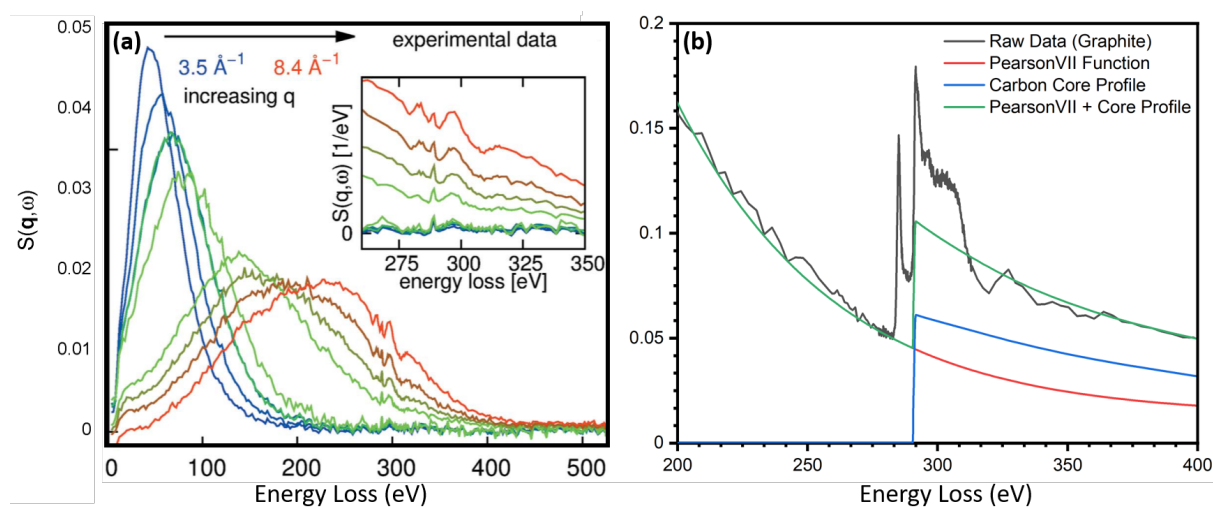 (a)
experimental data
3.5 Å⁻¹ 8.4 Å⁻¹
increasing q
S(q,ω)
0.05
0.04
0.03
0.02
0.01
0
0 100 200 300 400 500
Energy Loss (eV)
S(q,ω) [1/eV]
0
275 300 325 350
energy loss [eV]
(b)
Raw Data (Graphite)
PearsonVII Function
Carbon Core Profile
PearsonVII + Core Profile
0.2
0.15
0.1
0.05
0
200 250 300 350 400
Energy Loss (eV)